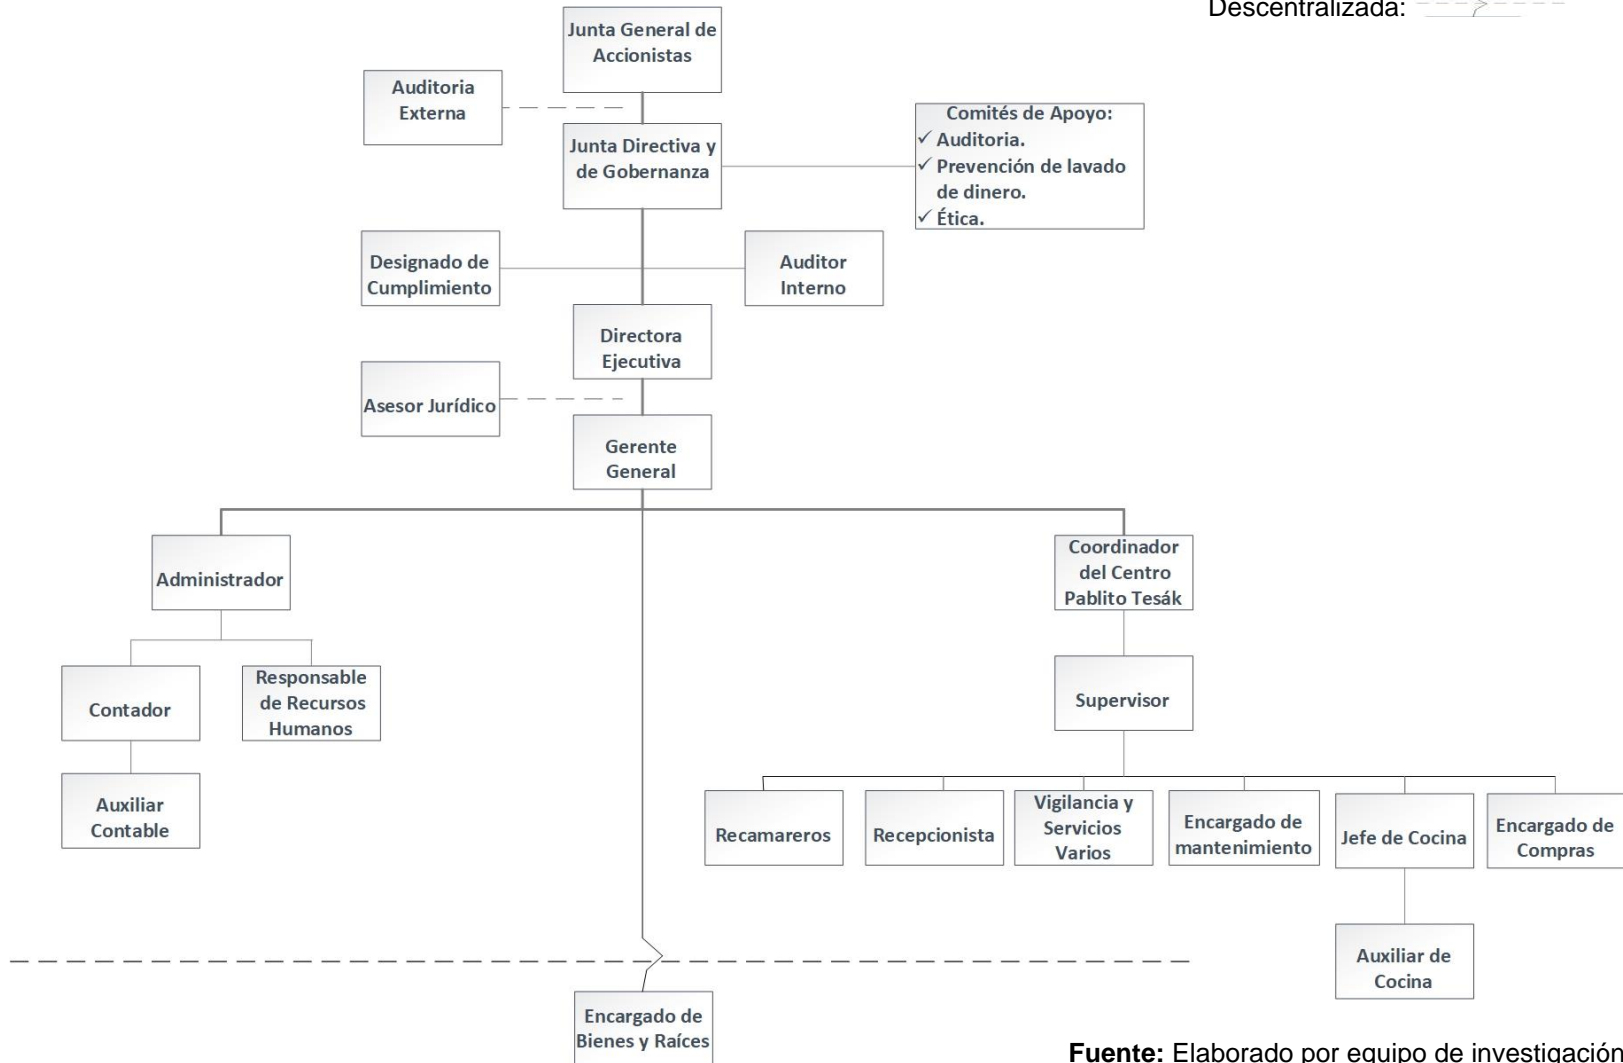 Descentralizada:
Junta General de
Accionistas
Auditoria
Externa
Comités de Apoyo:
✓ Auditoria.
✓ Prevención de lavado
de dinero.
✓ Ética.
Junta Directiva y
de Gobernanza
Designado de
Cumplimiento
Auditor
Interno
Directora
Ejecutiva
Asesor Jurídico
Gerente
General
Administrador
Coordinador
del Centro
Pablito Tesák
Contador
Responsable
de Recursos
Humanos
Supervisor
Auxiliar
Contable
Recamareros
Recepcionista
Vigilancia y
Servicios
Varios
Encargado de
mantenimiento
Jefe de Cocina
Encargado de
Compras
Auxiliar de
Cocina
Encargado de
Bienes y Raíces
Fuente: Elaborado por equipo de investigación